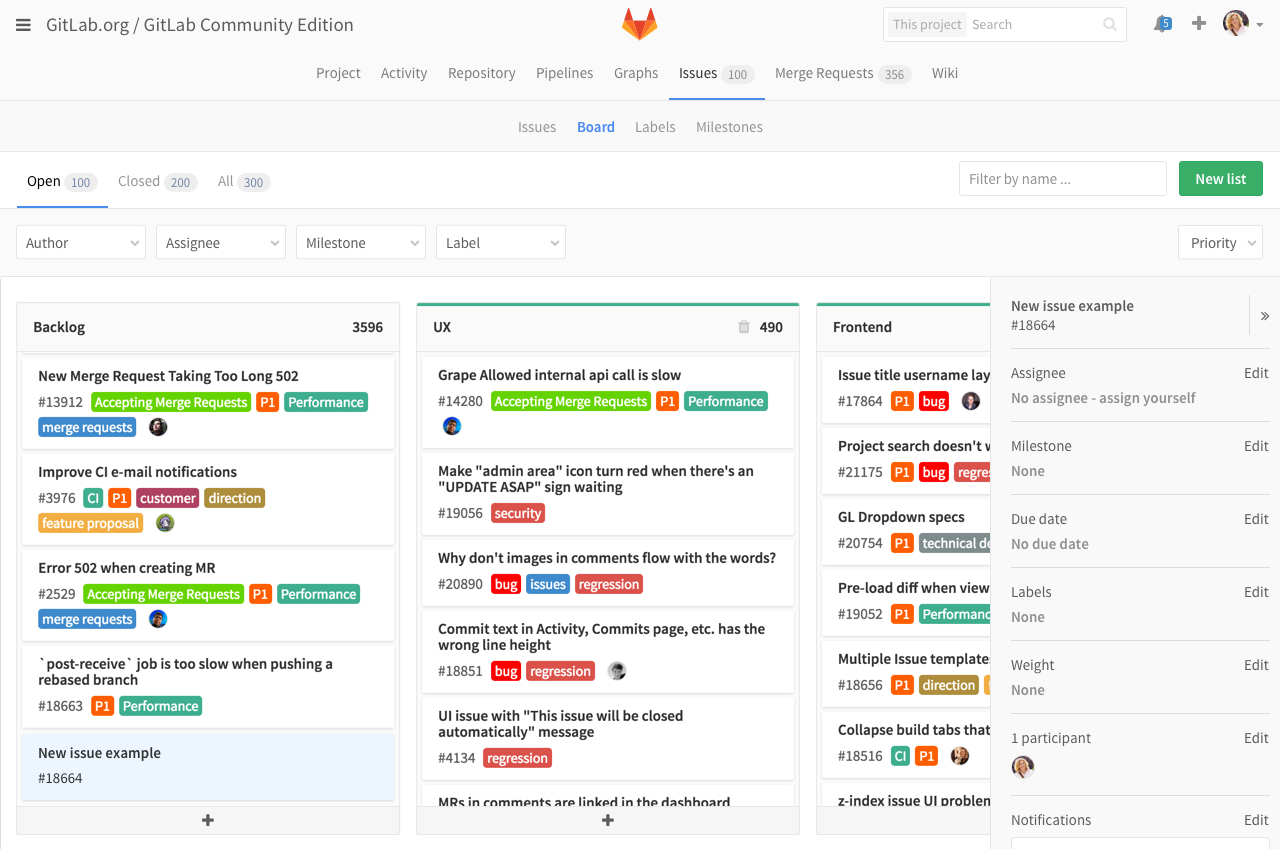 GitLab.org / GitLab Community Edition
This project Search
5
Project Activity Repository Pipelines Graphs Issues 100 Merge Requests 356 Wiki
Issues Board Labels Milestones
Open 100 Closed 200 All 300
Filter by name ...
New list
Author Assignee Milestone Label Priority
Backlog 3596
New Merge Request Taking Too Long 502
#13912 Accepting Merge Requests P1 Performance
merge requests
Improve CI e-mail notifications
#3976 CI P1 customer direction
feature proposal
Error 502 when creating MR
#2529 Accepting Merge Requests P1 Performance
merge requests
`post-receive` job is too slow when pushing a
rebased branch
#18663 P1 Performance
New issue example
#18664
UX 490
Grape Allowed internal api call is slow
#14280 Accepting Merge Requests P1 Performance
Make "admin area" icon turn red when there's an
"UPDATE ASAP" sign waiting
#19056 security
Why don't images in comments flow with the words?
#20890 bug issues regression
Commit text in Activity, Commits page, etc. has the
wrong line height
#18851 bug regression
UI issue with "This issue will be closed
automatically" message
#4134 regression
MRs in comments are linked in the dashboard
Frontend
Issue title username lay
#17864 P1 bug
Project search doesn't w
#21175 P1 bug regres
GL Dropdown specs
#20754 P1 technical de
Pre-load diff when view
#19052 P1 Performanc
Multiple Issue templates
#18656 P1 direction
Collapse build tabs that
#18516 CI P1
z-index issue UI problem
New issue example
#18664
Assignee Edit
No assignee - assign yourself
Milestone Edit
None
Due date Edit
No due date
Labels Edit
None
Weight Edit
None
1 participant Edit
Notifications Edit